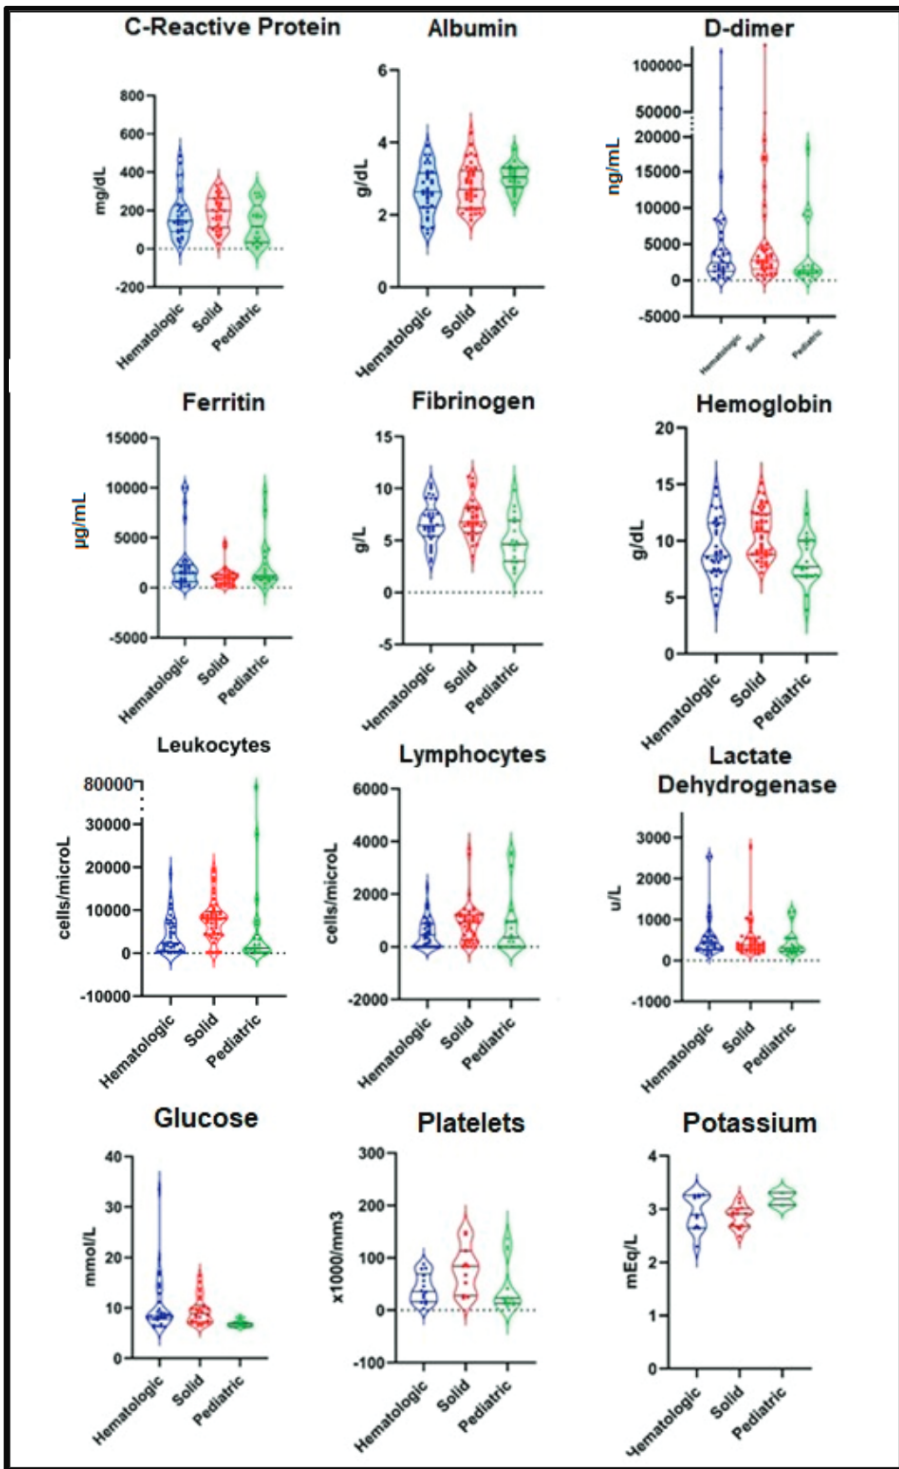 C-Reactive Protein
mg/dL
800
600
400
200
0
-200
Hematologic
Solid
Pediatric
Albumin
g/dL
6
4
2
0
Hematologic
Solid
Pediatric
D-dimer
ng/mL
100000
50000
20000
10000
5000
0
-5000
Hematologic
Solid
Pediatric
Ferritin
µg/mL
15000
10000
5000
0
-5000
Hematologic
Solid
Pediatric
Fibrinogen
g/L
15
10
5
0
-5
Hematologic
Solid
Pediatric
Hemoglobin
g/dL
20
15
10
5
0
Hematologic
Solid
Pediatric
Leukocytes
cells/microL
80000
30000
20000
10000
0
-10000
Hematologic
Solid
Pediatric
Lymphocytes
cells/microL
6000
4000
2000
0
-2000
Hematologic
Solid
Pediatric
Lactate
Dehydrogenase
u/L
3000
2000
1000
0
-1000
Hematologic
Solid
Pediatric
Glucose
mmol/L
40
30
20
10
0
Hematologic
Solid
Pediatric
Platelets
x1000/mm3
300
200
100
0
-100
Hematologic
Solid
Pediatric
Potassium
mEq/L
4
3
2
1
0
Hematologic
Solid
Pediatric